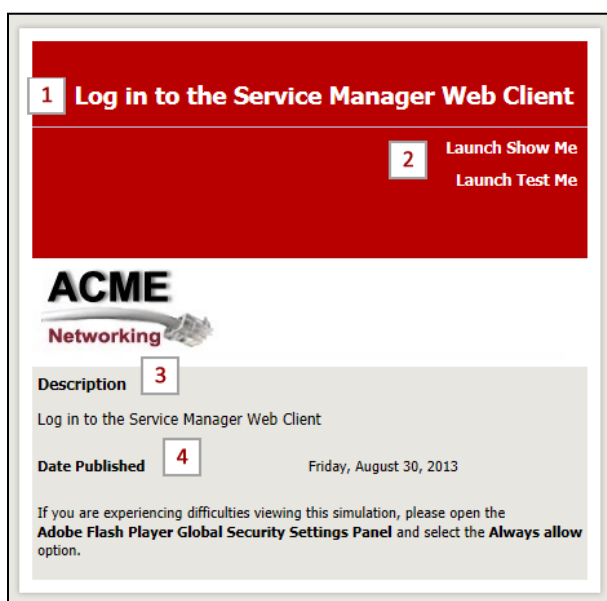 1 Log in to the Service Manager Web Client
2 Launch Show Me
Launch Test Me
ACME
Networking
Description 3
Log in to the Service Manager Web Client
Date Published 4 Friday, August 30, 2013
If you are experiencing difficulties viewing this simulation, please open the
Adobe Flash Player Global Security Settings Panel and select the Always allow
option.